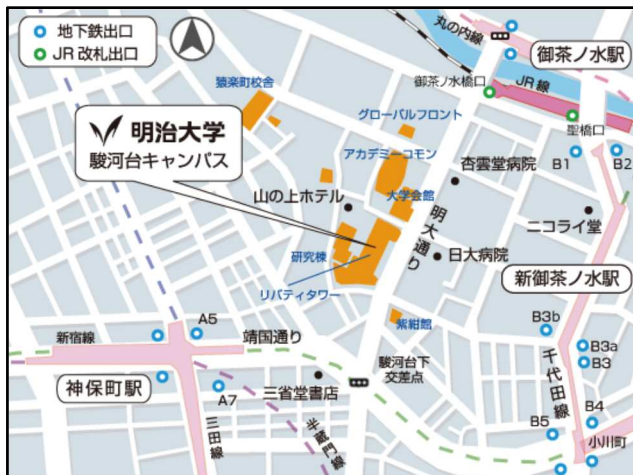 地下鉄出口
JR 改札出口
丸の内線
御茶ノ水駅
猿楽町校舎
御茶ノ水橋口
JR 線
グローバルフロント
聖橋口
明治大学
駿河台キャンパス
アカデミーコモン
杏雲堂病院
B1
B2
山の上ホテル
大学会館
明大通り
ニコライ堂
研究棟
日大病院
リバティタワー
新御茶ノ水駅
紫紺館
A5
新宿線
靖国通り
B3b
B3a
B3
千代田線
駿河台下
交差点
神保町駅
A7
三省堂書店
三田線
半蔵門線
B5
B4
小川町